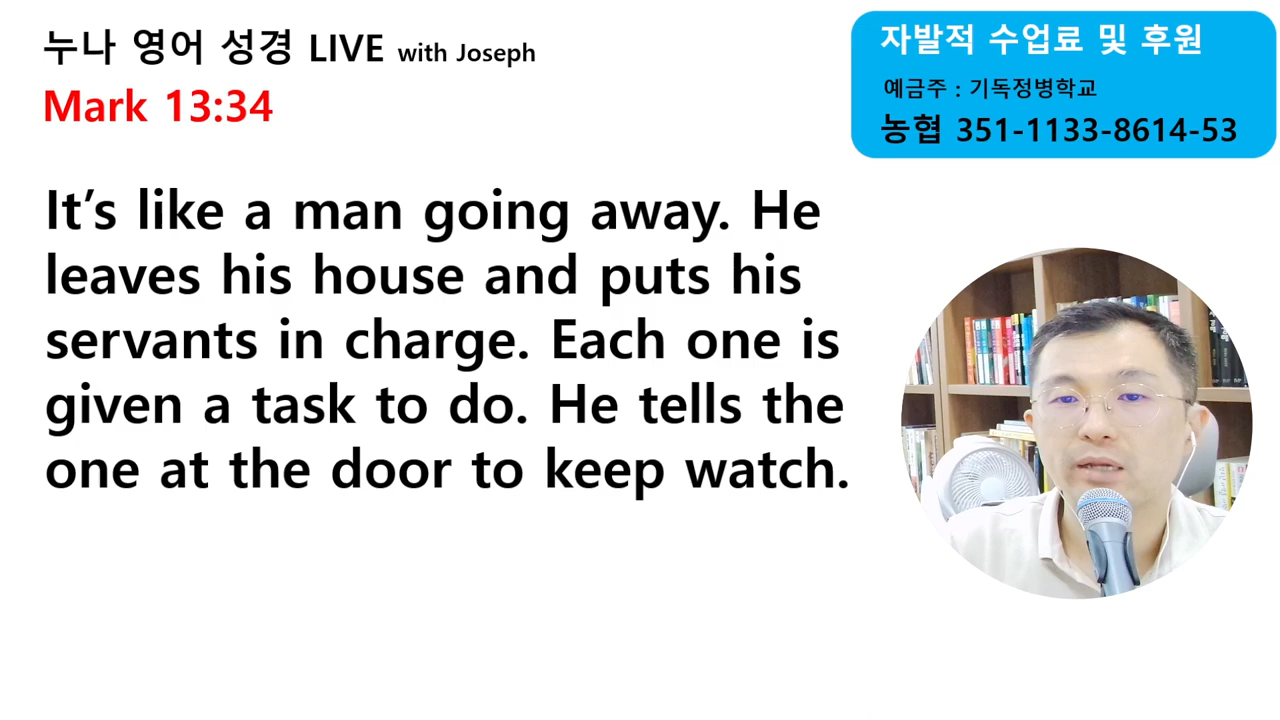 누나 영어 성경 LIVE with Joseph
Mark 13:34
자발적 수업료 및 후원
예금주 : 기독정병학교
농협 351-1133-8614-53
It’s like a man going away. He
leaves his house and puts his
servants in charge. Each one is
given a task to do. He tells the
one at the door to keep watch.